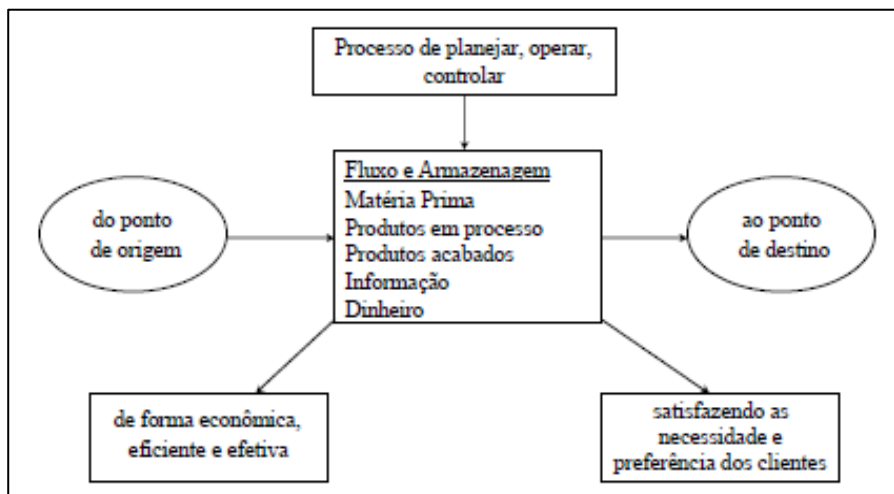 Processo de planejar, operar,
controlar
Fluxo e Armazenagem
Matéria Prima
Produtos em processo
Produtos acabados
Informação
Dinheiro
do ponto
de origem
ao ponto
de destino
de forma econômica,
eficiente e efetiva
satisfazendo as
necessidade e
preferência dos clientes